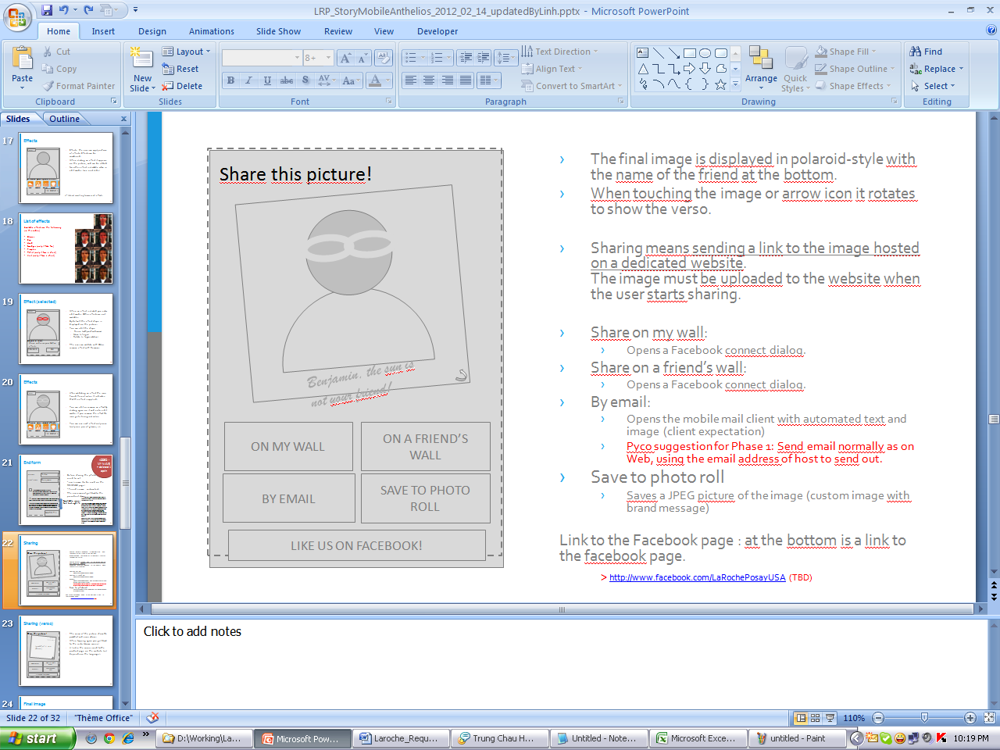 LRP_StoryMobileAnthelios_2012_02_14_updatedByLinh.pptx - Microsoft PowerPoint
Home Insert Design Animations Slide Show Review View Developer
Paste
Cut
Copy
Format Painter
Clipboard
New Slide
Layout
Reset
Delete
Slides
8+
B I U abc S AV Aa A
Font
Text Direction
Align Text
Convert to SmartArt
Paragraph
Arrange
Quick Styles
Shape Fill
Shape Outline
Shape Effects
Drawing
Find
Replace
Select
Editing
Slides Outline x
17
Effects
18
List of effects
19
Effect (selected)
20
Effects
21
End form
22
Sharing
23
Sharing (verso)
24
Final image
Share this picture!
Benjamin, the sun is
not your friend!
ON MY WALL
ON A FRIEND'S
WALL
BY EMAIL
SAVE TO PHOTO
ROLL
LIKE US ON FACEBOOK!
› The final image is displayed in polaroid-style with
the name of the friend at the bottom.
› When touching the image or arrow icon it rotates
to show the verso.
› Sharing means sending a link to the image hosted
on a dedicated website.
The image must be uploaded to the website when
the user starts sharing.
› Share on my wall:
› Opens a Facebook connect dialog.
› Share on a friend's wall:
› Opens a Facebook connect dialog.
› By email:
› Opens the mobile mail client with automated text and
image (client expectation)
› Pyco suggestion for Phase 1: Send email normally as on
Web, using the email address of host to send out.
› Save to photo roll
› Saves a JPEG picture of the image (custom image with
brand message)
Link to the Facebook page : at the bottom is a link to
the facebook page.
> http://www.facebook.com/LaRochePosayUSA (TBD)
Click to add notes
Slide 22 of 32 "Thème Office" 110%
start D:\Working\La... Microsoft Pow... Laroche_Requ... Trung Chau H... Untitled - Note... Microsoft Exce... untitled - Paint 10:19 PM